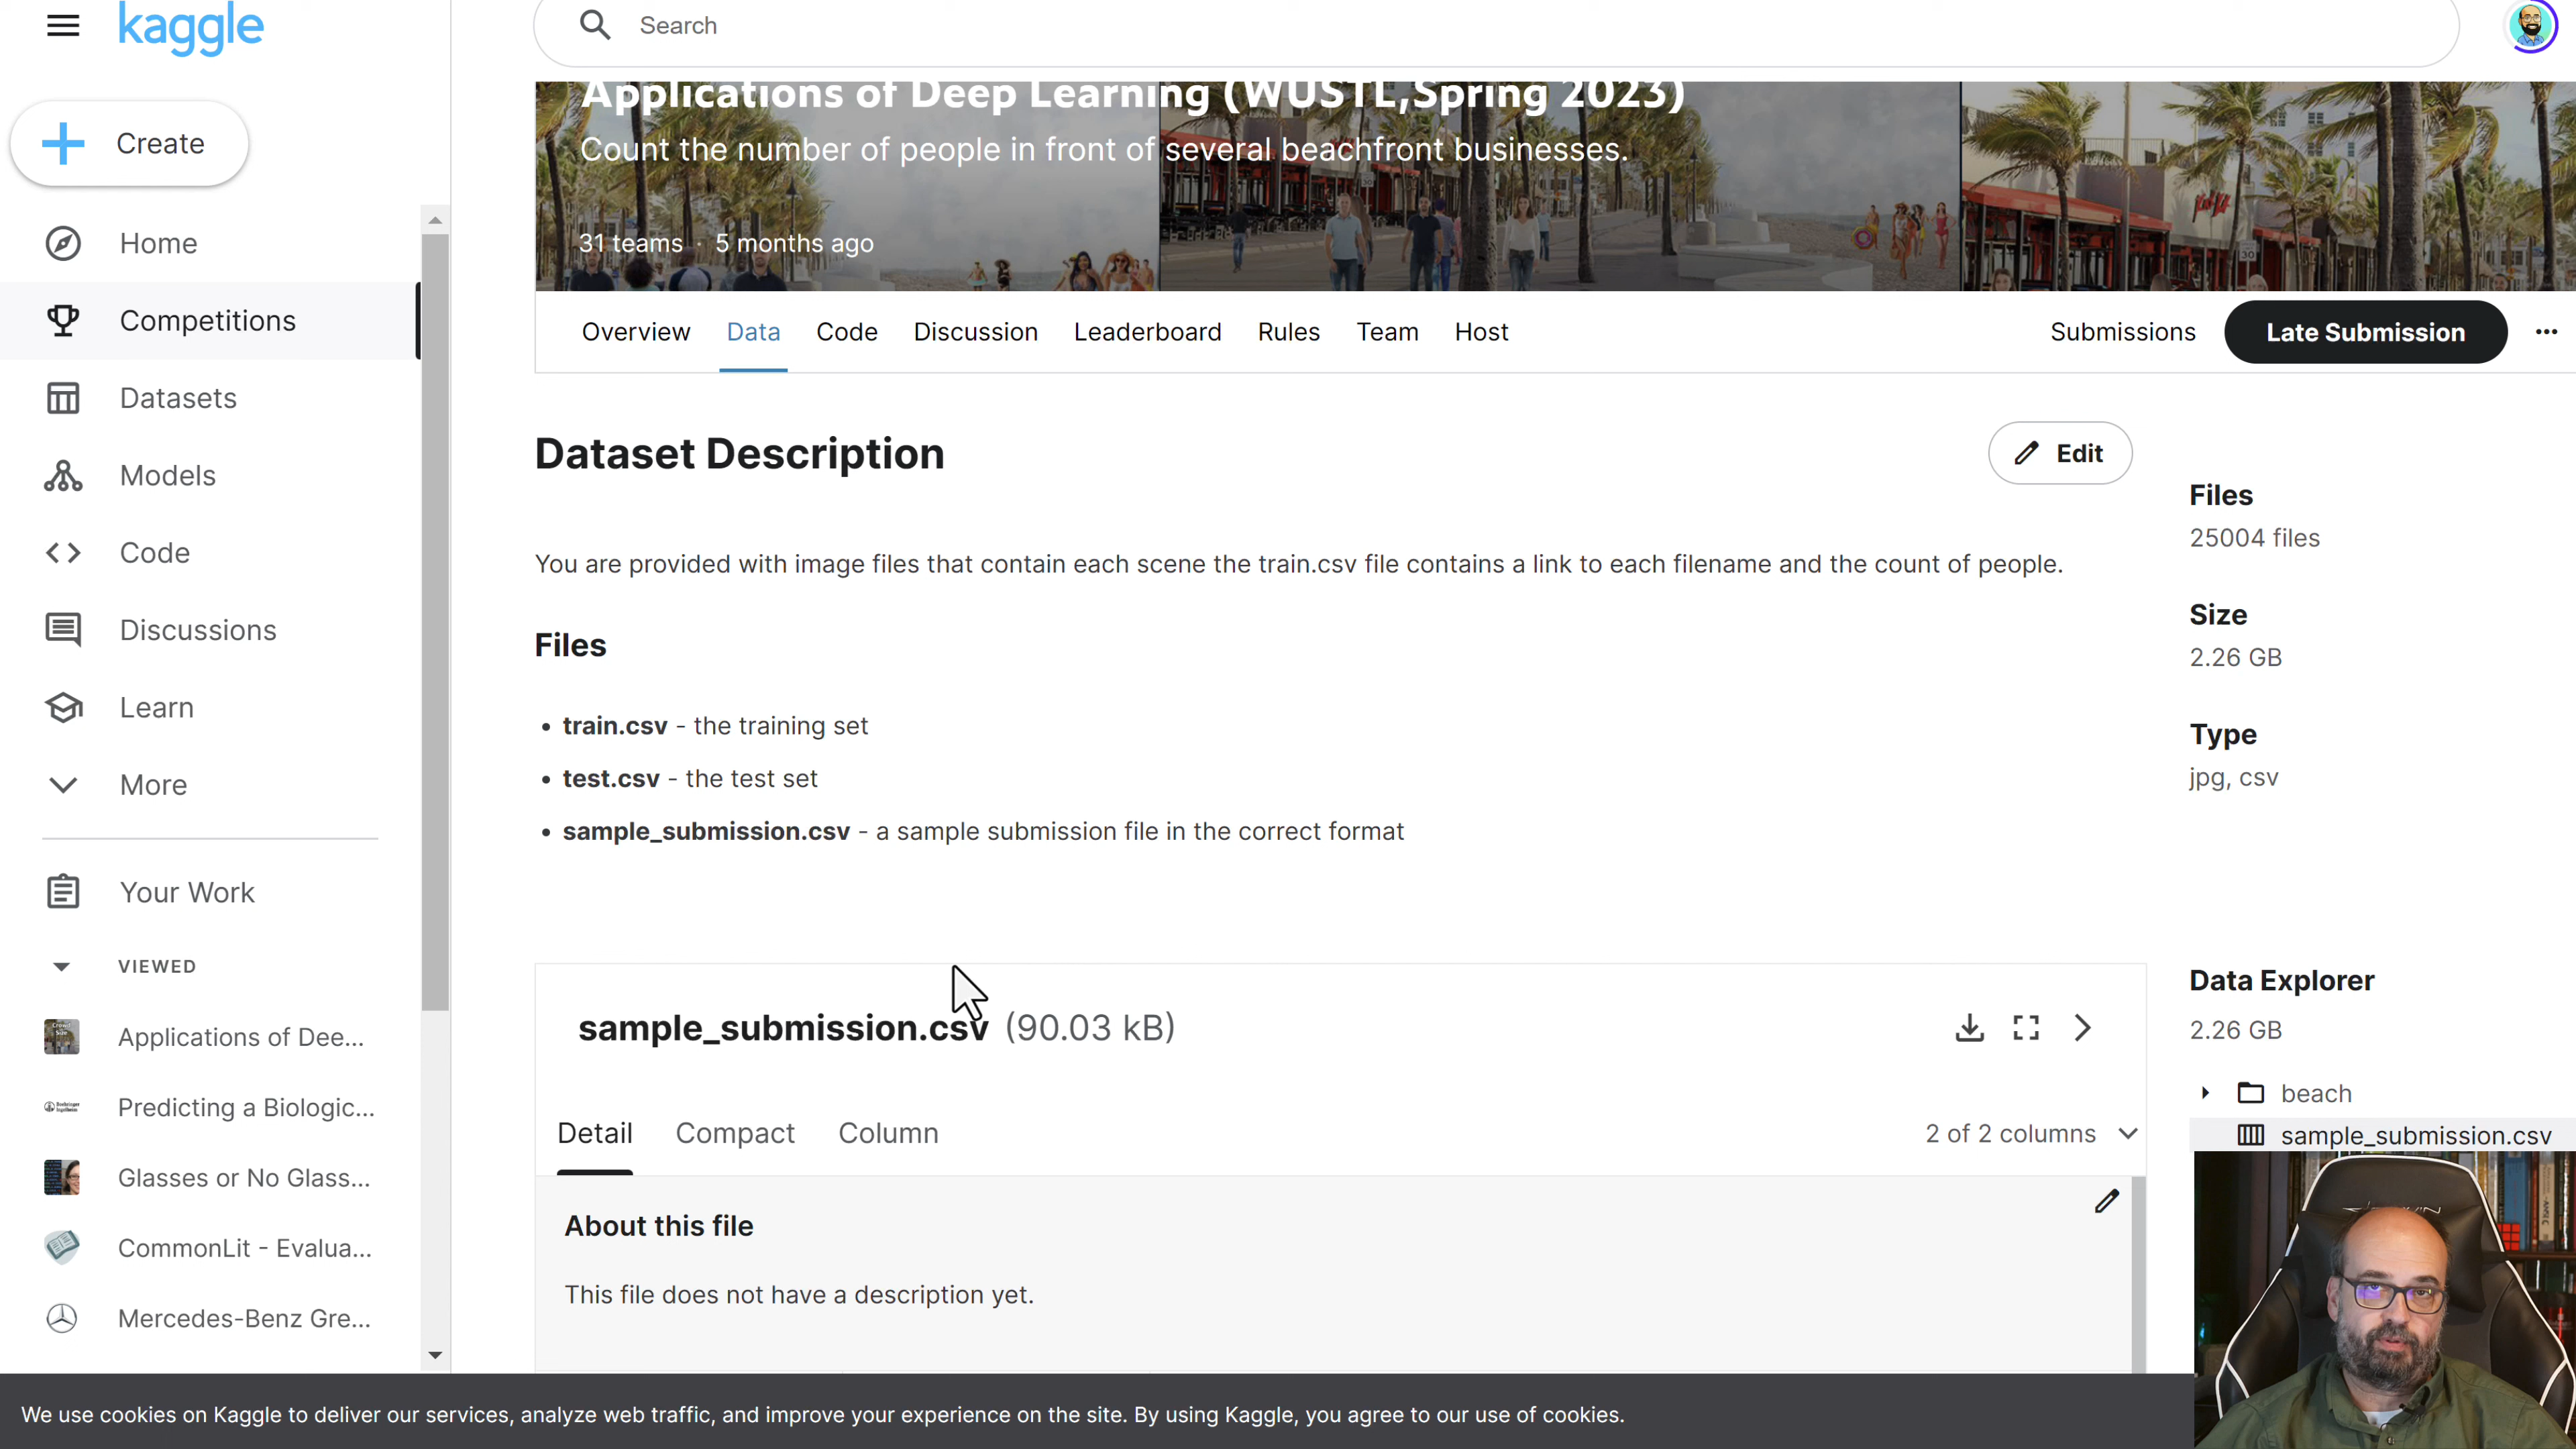 kaggle
Search
Create
Home
Competitions
Datasets
Models
Code
Discussions
Learn
More
Your Work
VIEWED
Applications of Dee...
Predicting a Biologic...
Glasses or No Glass...
CommonLit - Evalua...
Mercedes-Benz Gre...
Applications of Deep Learning (WUSTL,Spring 2023)
Count the number of people in front of several beachfront businesses.
31 teams · 5 months ago
Overview Data Code Discussion Leaderboard Rules Team Host Submissions Late Submission ...
Dataset Description
Edit
You are provided with image files that contain each scene the train.csv file contains a link to each filename and the count of people.
Files
• train.csv - the training set
• test.csv - the test set
• sample_submission.csv - a sample submission file in the correct format
Files
25004 files
Size
2.26 GB
Type
jpg, csv
sample_submission.csv (90.03 kB)
Detail Compact Column 2 of 2 columns
About this file
This file does not have a description yet.
Data Explorer
2.26 GB
beach
sample_submission.csv
We use cookies on Kaggle to deliver our services, analyze web traffic, and improve your experience on the site. By using Kaggle, you agree to our use of cookies.